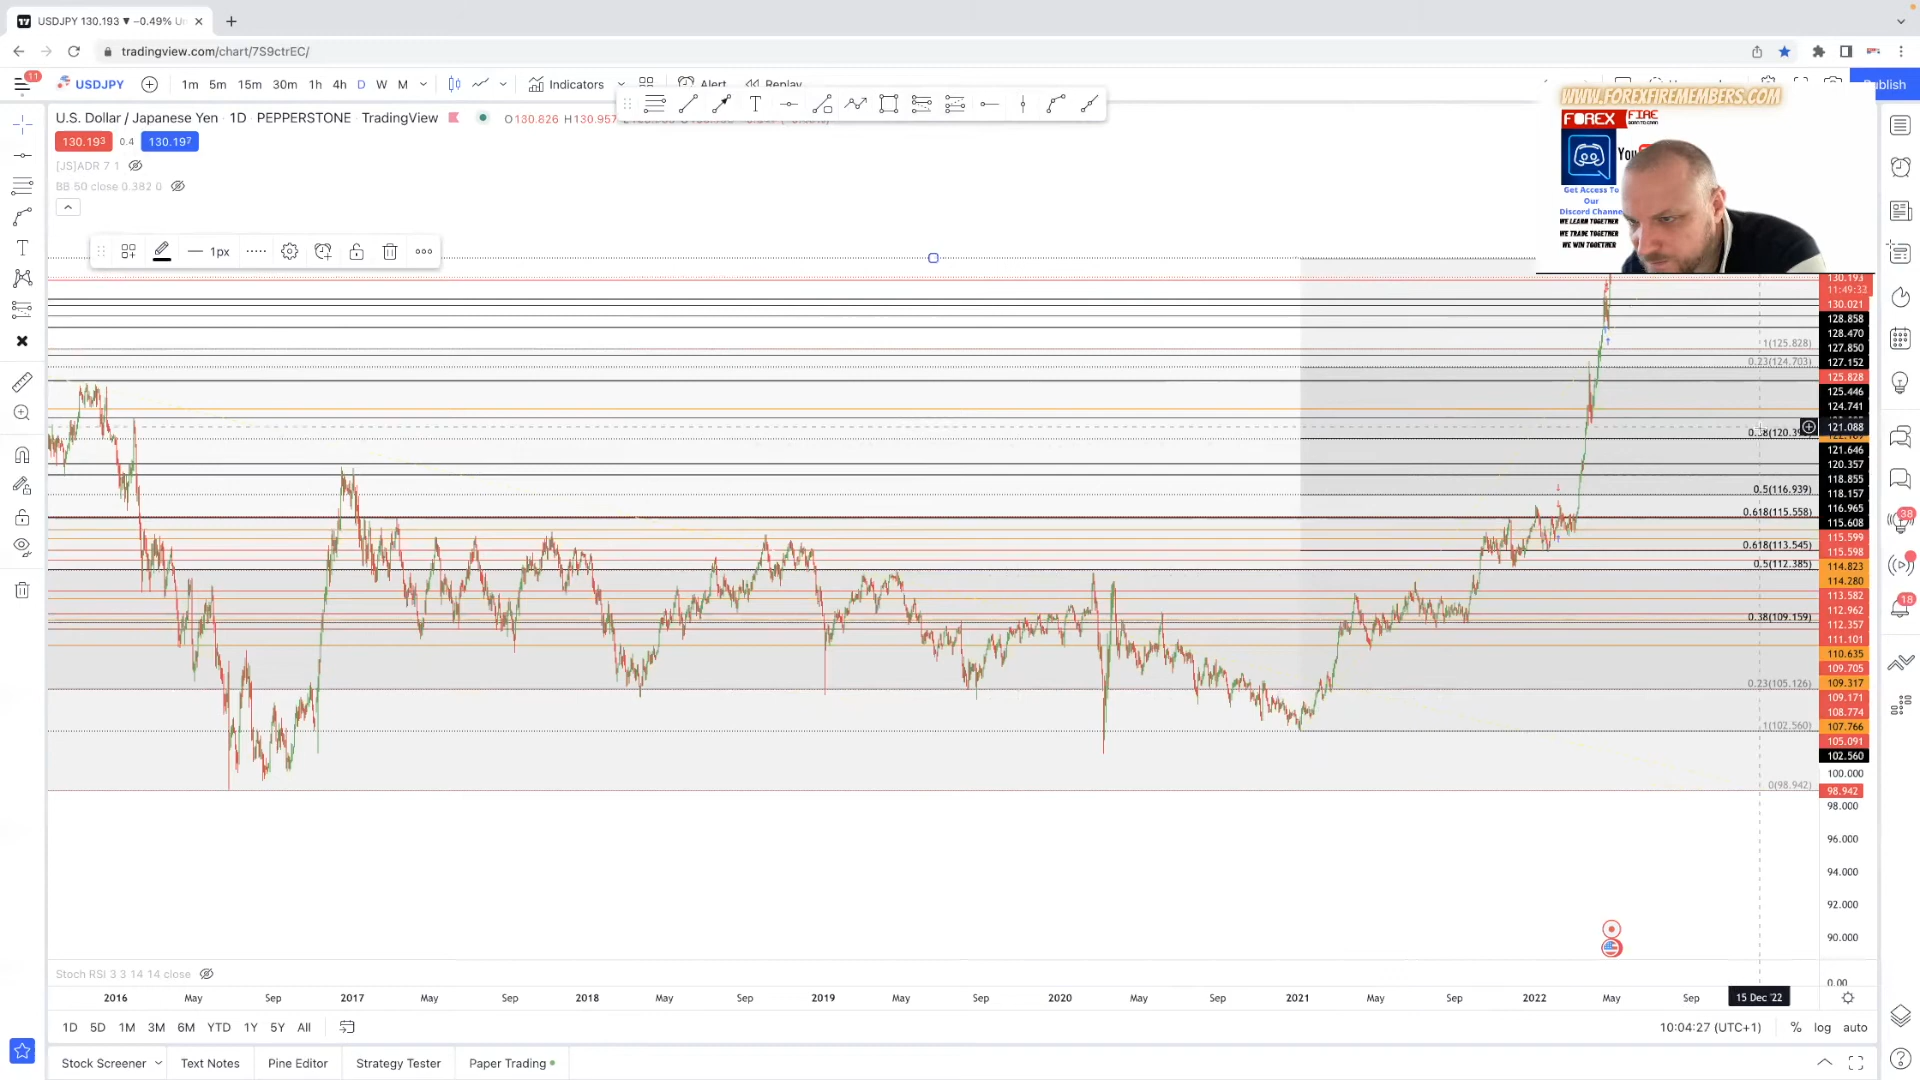 USDJPY 130.193 ▼ −0.49% Un
tradingview.com/chart/7S9ctrEC/
11
USDJPY
1m 5m 15m 30m 1h 4h D W M
Indicators
Alert
Replay
Publish
U.S. Dollar / Japanese Yen · 1D · PEPPERSTONE · TradingView
O130.826 H130.957
130.193 0.4 130.197
[JS]ADR 7 1
BB 50 close 0.382 0
1px
WWW.FOREXFIREMEMBERS.COM
FOREX FIRE
You
Get Access To
Our
Discord Channe
WE LEARN TOGETHER
WE TRADE TOGETHER
WE WIN TOGETHER
1(125.828)
0.23(124.703)
0.5(116.939)
0.618(115.558)
0.618(113.545)
0.5(112.385)
0.38(109.159)
0.23(105.126)
1(102.560)
0(98.942)
130.193
11:49:33
130.021
128.858
128.470
127.850
127.152
125.828
125.446
124.741
121.088
121.646
120.357
118.855
118.157
116.965
115.608
115.599
115.598
114.823
114.280
113.582
112.962
112.357
111.101
110.635
109.705
109.317
109.171
108.774
107.766
105.091
102.560
100.000
98.942
98.000
96.000
94.000
92.000
90.000
0.00
38
18
Stoch RSI 3 3 14 14 close
2016 May Sep 2017 May Sep 2018 May Sep 2019 May Sep 2020 May Sep 2021 May Sep 2022 May Sep 15 Dec '22
1D 5D 1M 3M 6M YTD 1Y 5Y All
10:04:27 (UTC+1) % log auto
Stock Screener Text Notes Pine Editor Strategy Tester Paper Trading